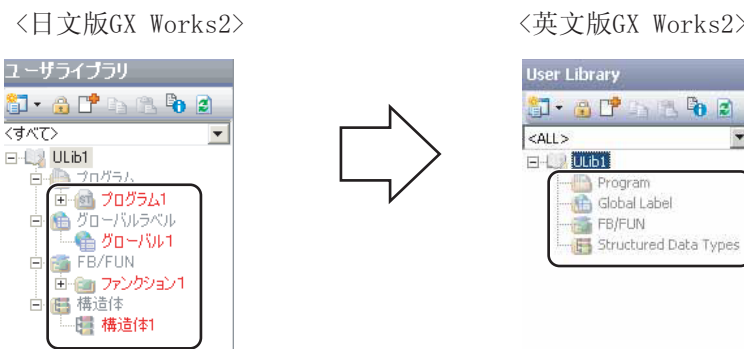 <日文版GX Works2>
ユーザライブラリ
<すべて>
ULib1
プログラム
プログラム1
グローバルラベル
グローバル1
FB/FUN
ファンクション1
構造体
構造体1
<英文版GX Works2>
User Library
<ALL>
ULib1
Program
Global Label
FB/FUN
Structured Data Types